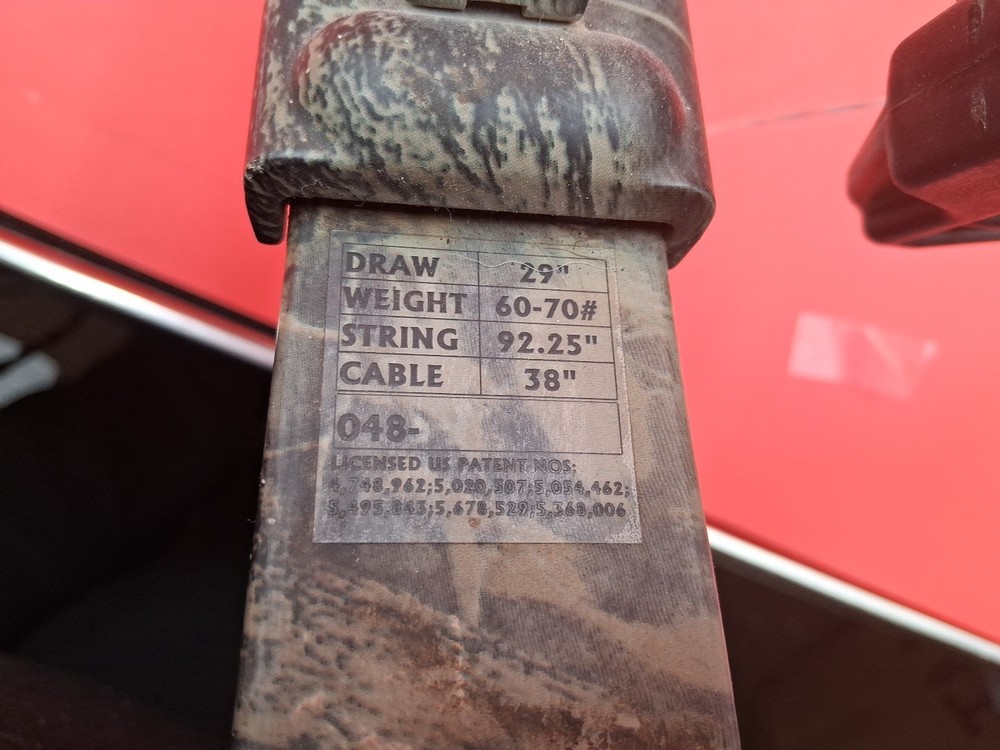 DRAW 29"
WEIGHT 60-70#
STRING 92.25"
CABLE 38"
048-
LICENSED US PATENT NOS:
4,748,962;5,020,507;5,054,462;
5,495,843;5,678,529;5,368,006